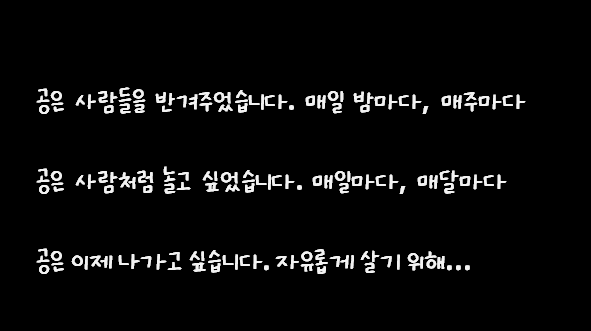 공은 사람들을 반겨주었습니다. 매일 밤마다, 매주마다
공은 사람처럼 놀고 싶었습니다. 매일마다, 매달마다
공은 이제 나가고 싶습니다. 자유롭게 살기 위해...